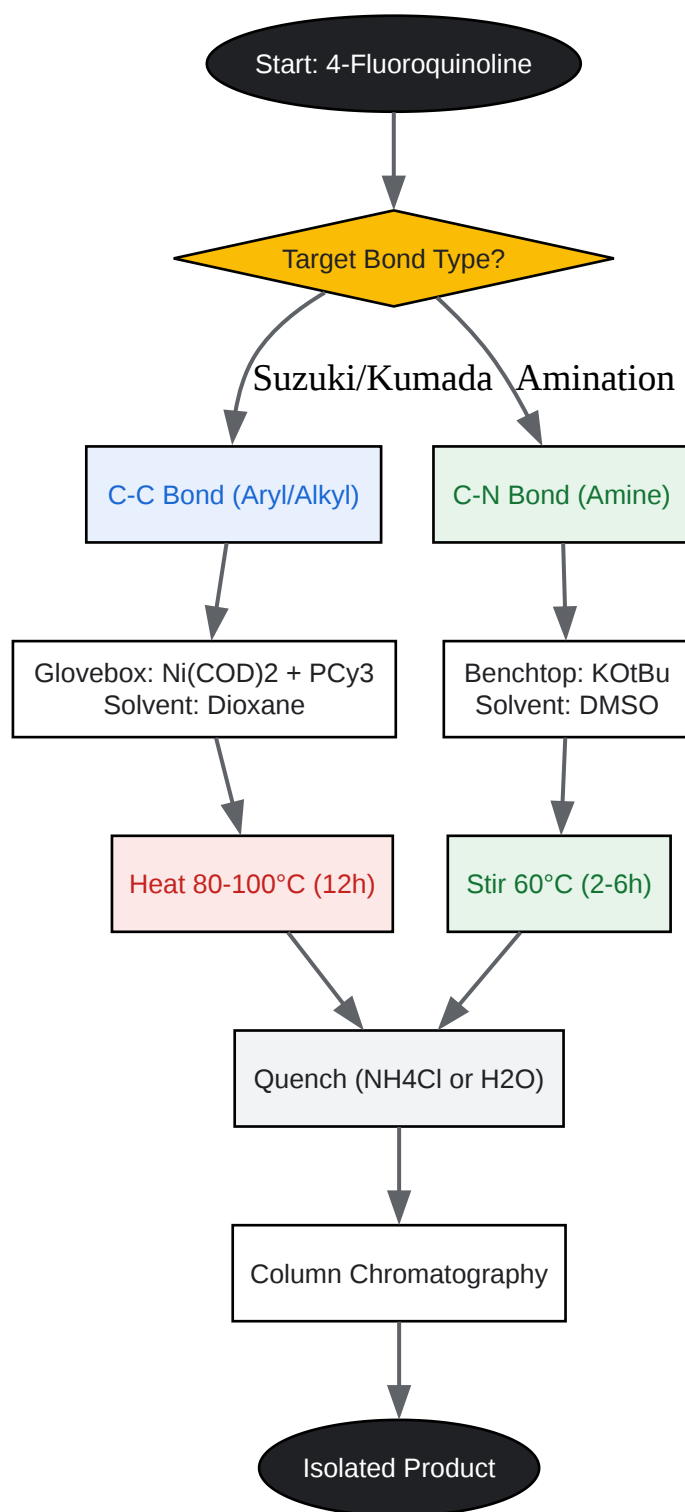 Start: 4-Fluoroquinoline
Target Bond Type?
Suzuki/Kumada
Amination
C-C Bond (Aryl/Alkyl)
C-N Bond (Amine)
Glovebox: Ni(COD)2 + PCy3
Solvent: Dioxane
Benchtop: KOtBu
Solvent: DMSO
Heat 80-100°C (12h)
Stir 60°C (2-6h)
Quench (NH4Cl or H2O)
Column Chromatography
Isolated Product